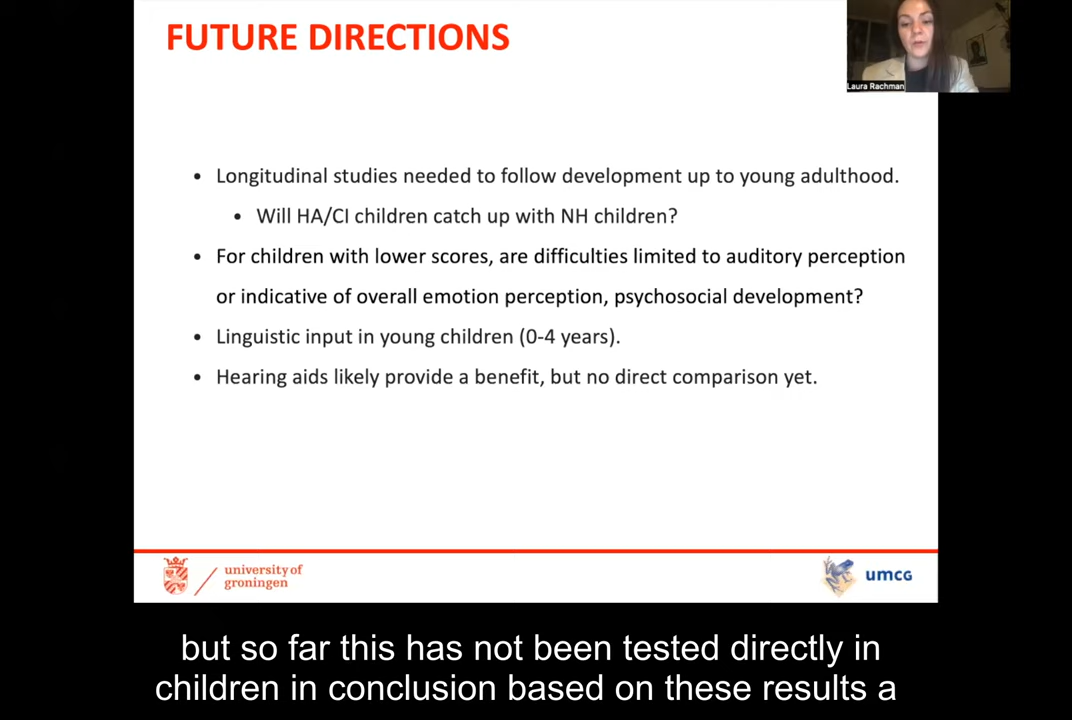 FUTURE DIRECTIONS
Laura Rachman
• Longitudinal studies needed to follow development up to young adulthood.
• Will HA/CI children catch up with NH children?
• For children with lower scores, are difficulties limited to auditory perception
or indicative of overall emotion perception, psychosocial development?
• Linguistic input in young children (0-4 years).
• Hearing aids likely provide a benefit, but no direct comparison yet.
university of
groningen
umcg
but so far this has not been tested directly in
children in conclusion based on these results a